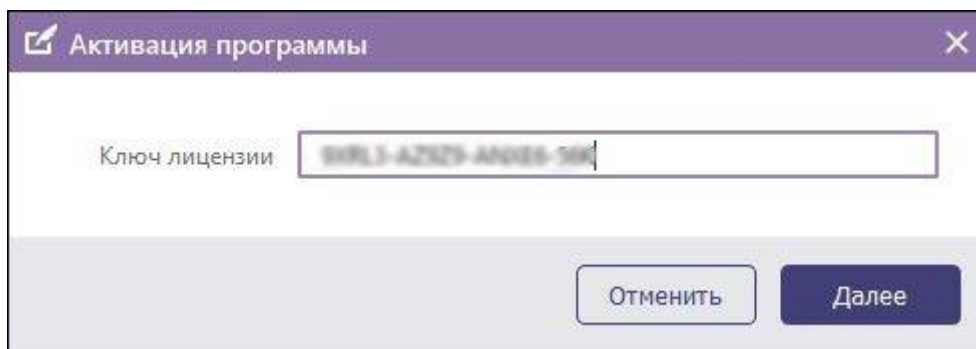 Активация программы
Ключ лицензии
Отменить Далее